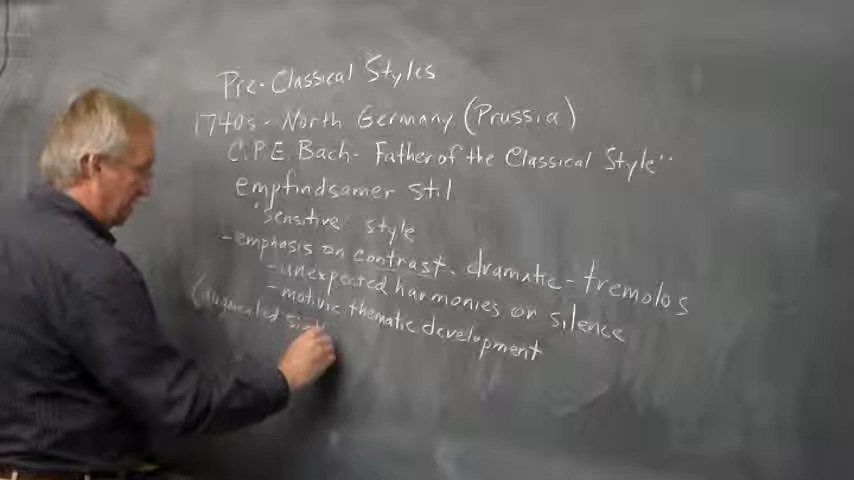 Pre-Classical Styles
1740s - North Germany (Prussia)
C.P.E. Bach - Father of the Classical Style"
empfindsamer stil
"sensitive" style
- emphasis on contrast. dramatic - tremolos
- unexpected harmonies or silence
- motivic thematic development
(augmented